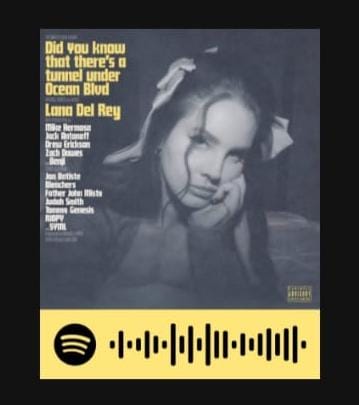 Did you know
that there's a
tunnel under
Ocean Blvd
Lana Del Rey
Mike Hermosa
Jack Antonoff
Drew Erickson
Zach Dawes
Benji
Jon Batiste
Bleachers
Father John Misty
Judah Smith
Tommy Genesis
RIOPY
SYML
ADVISORY